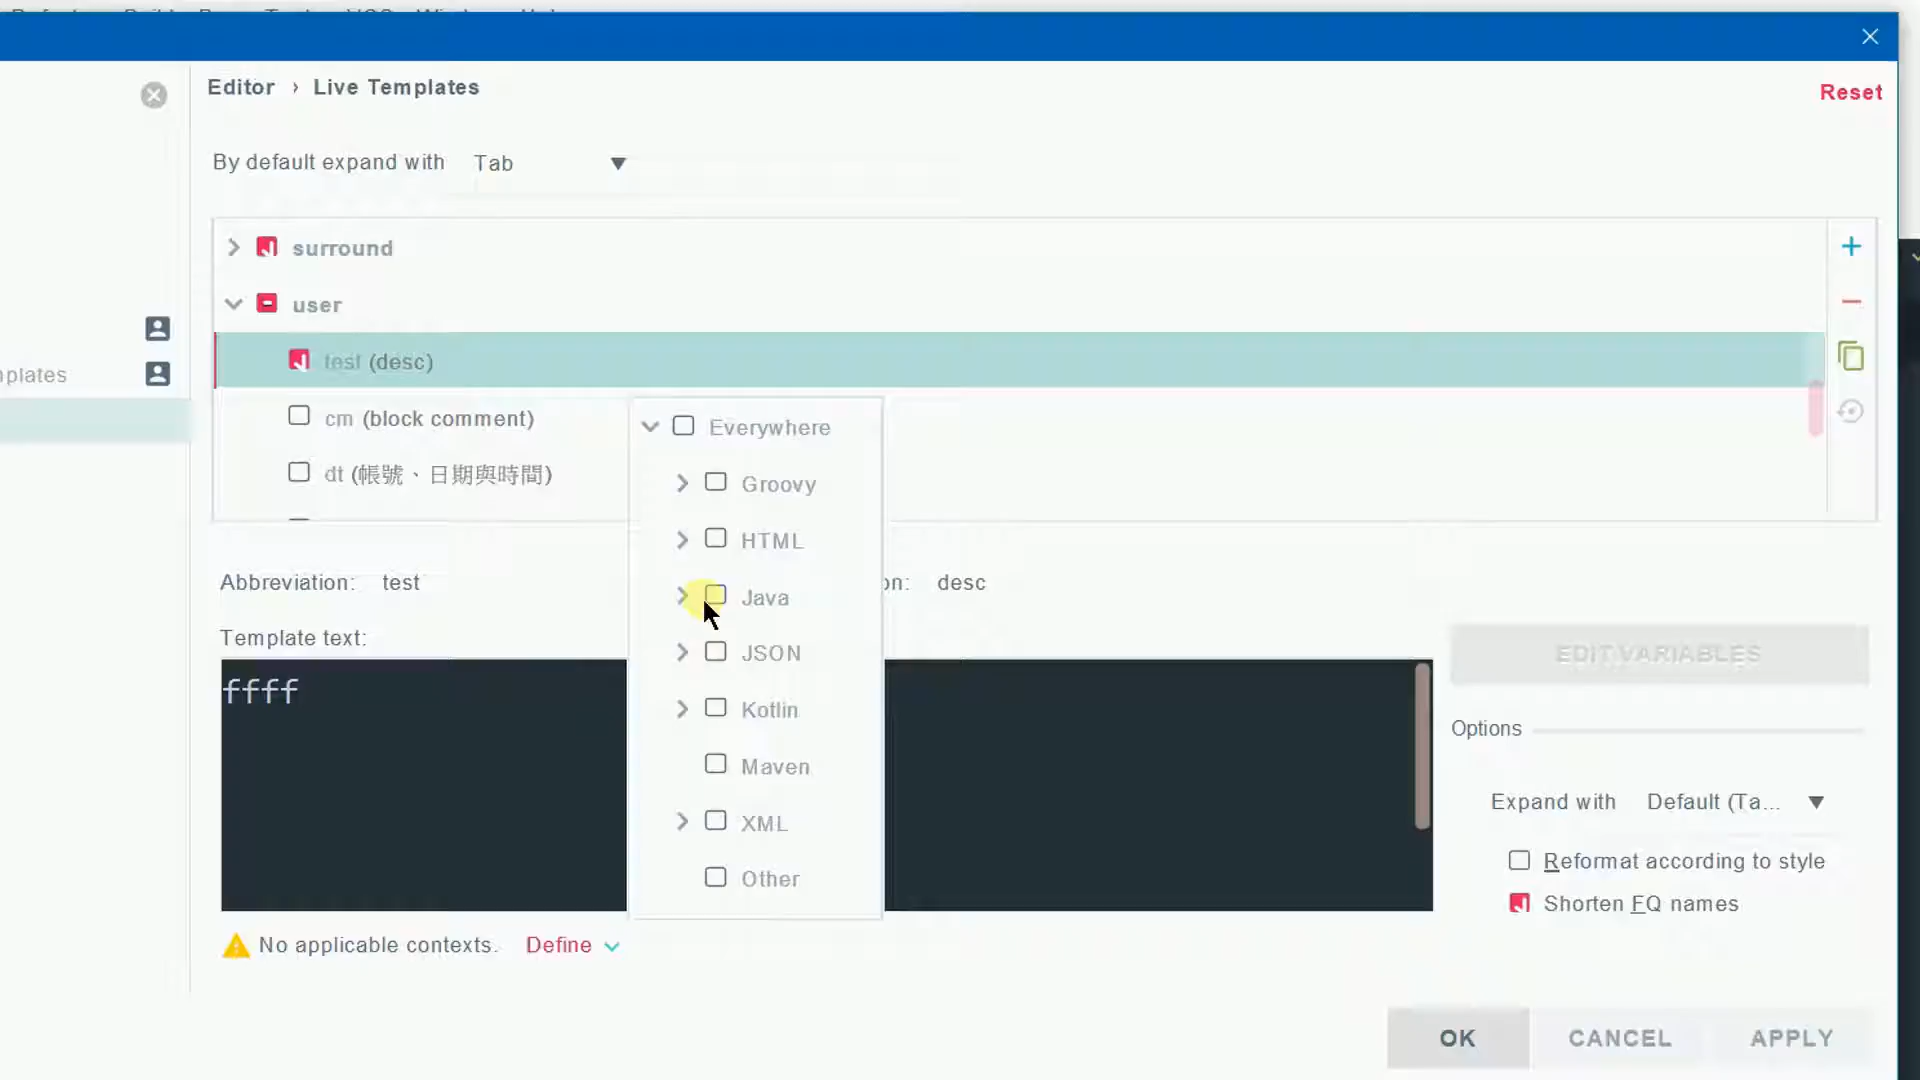 Editor › Live Templates
Reset
By default expand with Tab
surround
user
test (desc)
mplates
cm (block comment)
dt (帳號、日期與時間)
Everywhere
Groovy
HTML
Java
JSON
Kotlin
Maven
XML
Other
Abbreviation: test
on: desc
Template text:
ffff
EDIT VARIABLES
Options
Expand with Default (Ta...
Reformat according to style
Shorten FQ names
No applicable contexts. Define
OK CANCEL APPLY